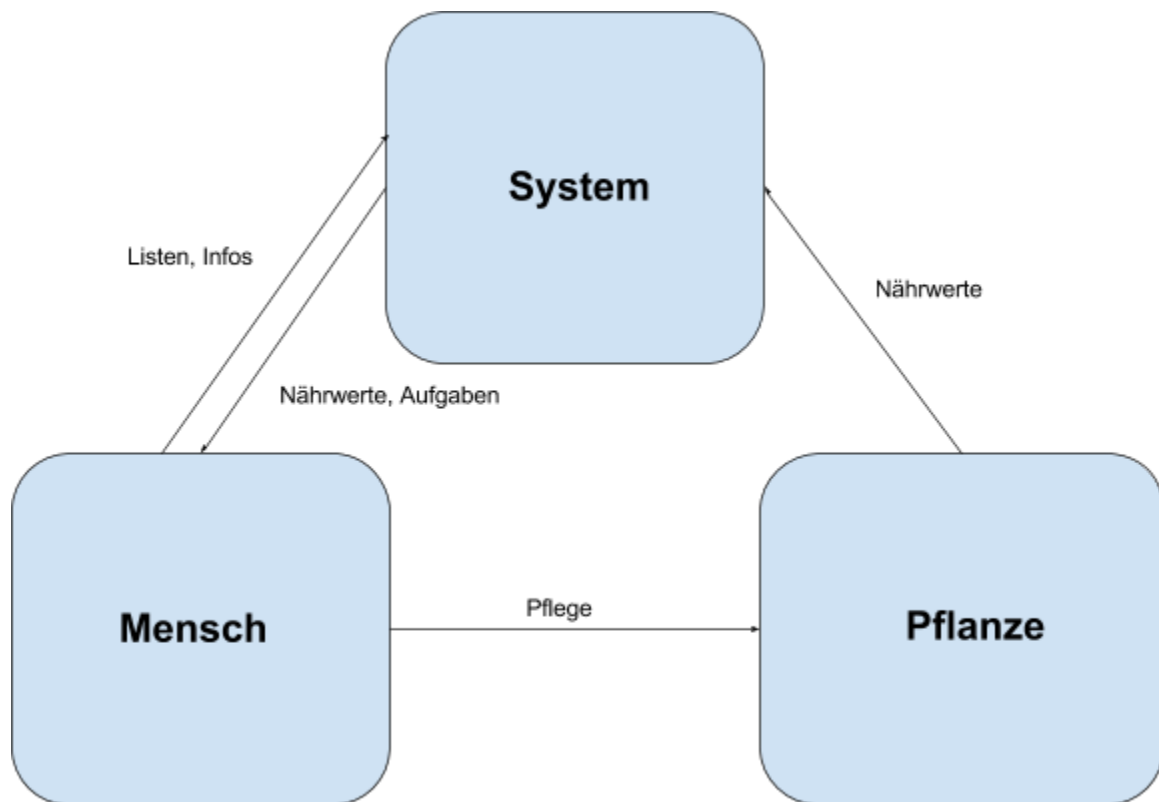 System
Listen, Infos
Nährwerte
Nährwerte, Aufgaben
Mensch
Pflege
Pflanze